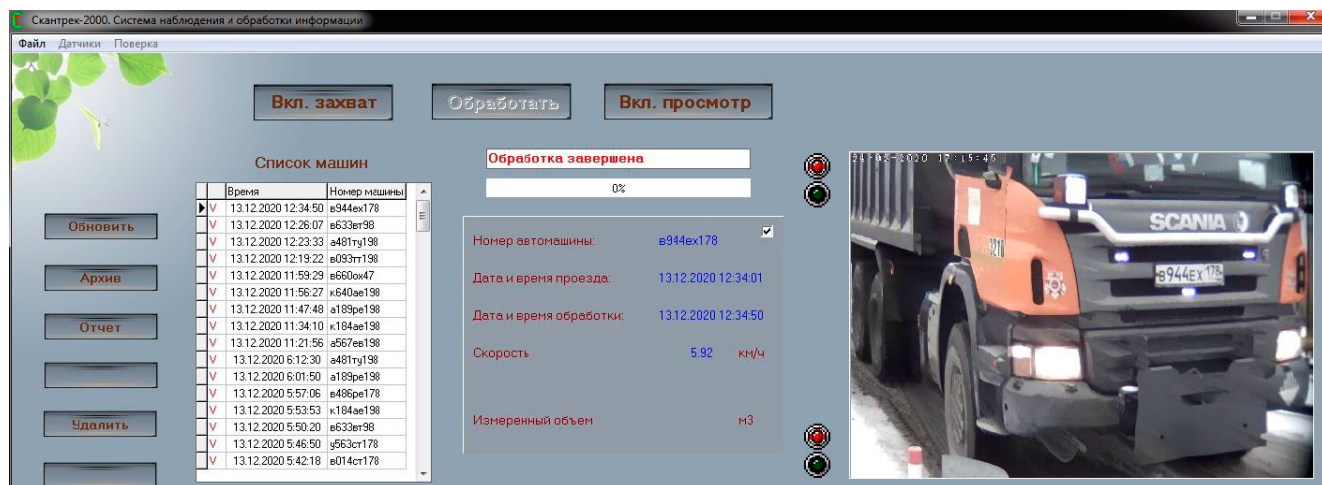 Скантрек-2000. Система наблюдения и обработки информации
Файл Датчики Поверка
Вкл. захват
Обработать
Вкл. просмотр
Список машин
Обработка завершена
0%
Время Номер машины
V 13.12.2020 12:34:50 в944ех178
V 13.12.2020 12:26:07 в633вт98
V 13.12.2020 12:23:33 а481ту198
V 13.12.2020 12:19:22 в093тт198
V 13.12.2020 11:59:29 в660ох47
V 13.12.2020 11:56:27 к640ае198
V 13.12.2020 11:47:48 а189ре198
V 13.12.2020 11:34:10 к184ае198
V 13.12.2020 11:21:56 а567ев198
V 13.12.2020 6:12:30 а481ту198
V 13.12.2020 6:01:50 а189ре198
V 13.12.2020 5:57:06 в486ре178
V 13.12.2020 5:53:53 к184ае198
V 13.12.2020 5:50:20 в633вт98
V 13.12.2020 5:46:50 у563ст178
V 13.12.2020 5:42:18 в014ст178
Обновить
Архив
Отчет
Удалить
Номер автомашины: в944ех178
Дата и время проезда: 13.12.2020 12:34:01
Дата и время обработки: 13.12.2020 12:34:50
Скорость 5.92 км/ч
Измеренный объем м3
24-02-2020 17:15:45
SCANIA
3218
В944ЕХ 178